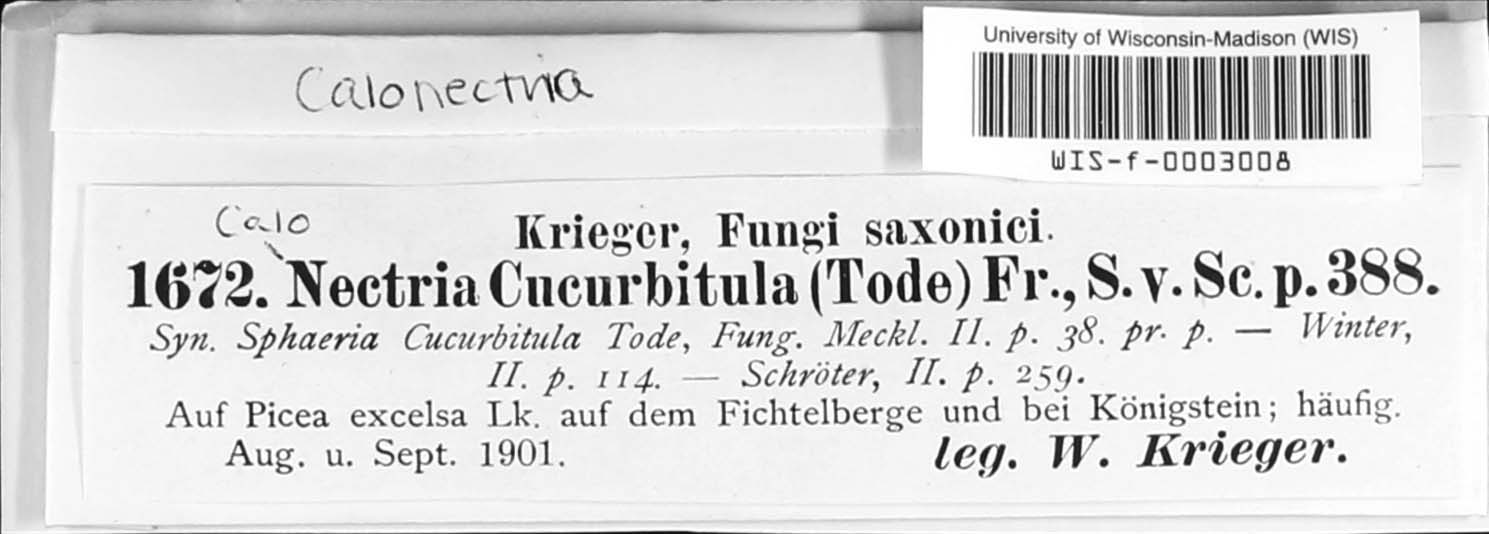 University of Wisconsin-Madison (WIS)
WIS-f-0003008
Calonectria
Calo
Krieger, Fungi saxonici.
1672. Nectria Cucurbitula (Tode) Fr., S. v. Sc. p. 388.
Syn. Sphaeria Cucurbitula Tode, Fung. Meckl. II. p. 38. pr. p. — Winter,
II. p. 114. — Schröter, II. p. 259.
Auf Picea excelsa Lk. auf dem Fichtelberge und bei Königstein; häufig.
Aug. u. Sept. 1901.
leg. W. Krieger.